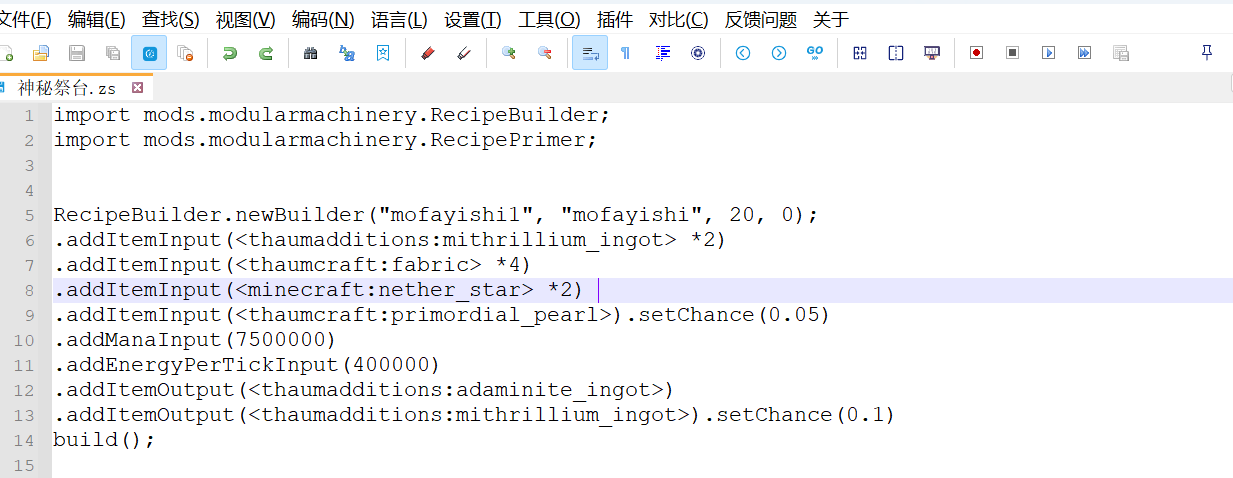 文件(F) 编辑(E) 查找(S) 视图(V) 编码(N) 语言(L) 设置(T) 工具(O) 插件 对比(C) 反馈问题 关于
神秘祭台.zs
1 import mods.modularmachinery.RecipeBuilder;
2 import mods.modularmachinery.RecipePrimer;
3
4
5 RecipeBuilder.newBuilder("mofayishi1", "mofayishi", 20, 0);
6 .addItemInput(<thaumadditions:mithrillium_ingot> *2)
7 .addItemInput(<thaumcraft:fabric> *4)
8 .addItemInput(<minecraft:nether_star> *2)
9 .addItemInput(<thaumcraft:primordial_pearl>).setChance(0.05)
10 .addManaInput(7500000)
11 .addEnergyPerTickInput(400000)
12 .addItemOutput(<thaumadditions:adaminite_ingot>)
13 .addItemOutput(<thaumadditions:mithrillium_ingot>).setChance(0.1)
14 build();
15